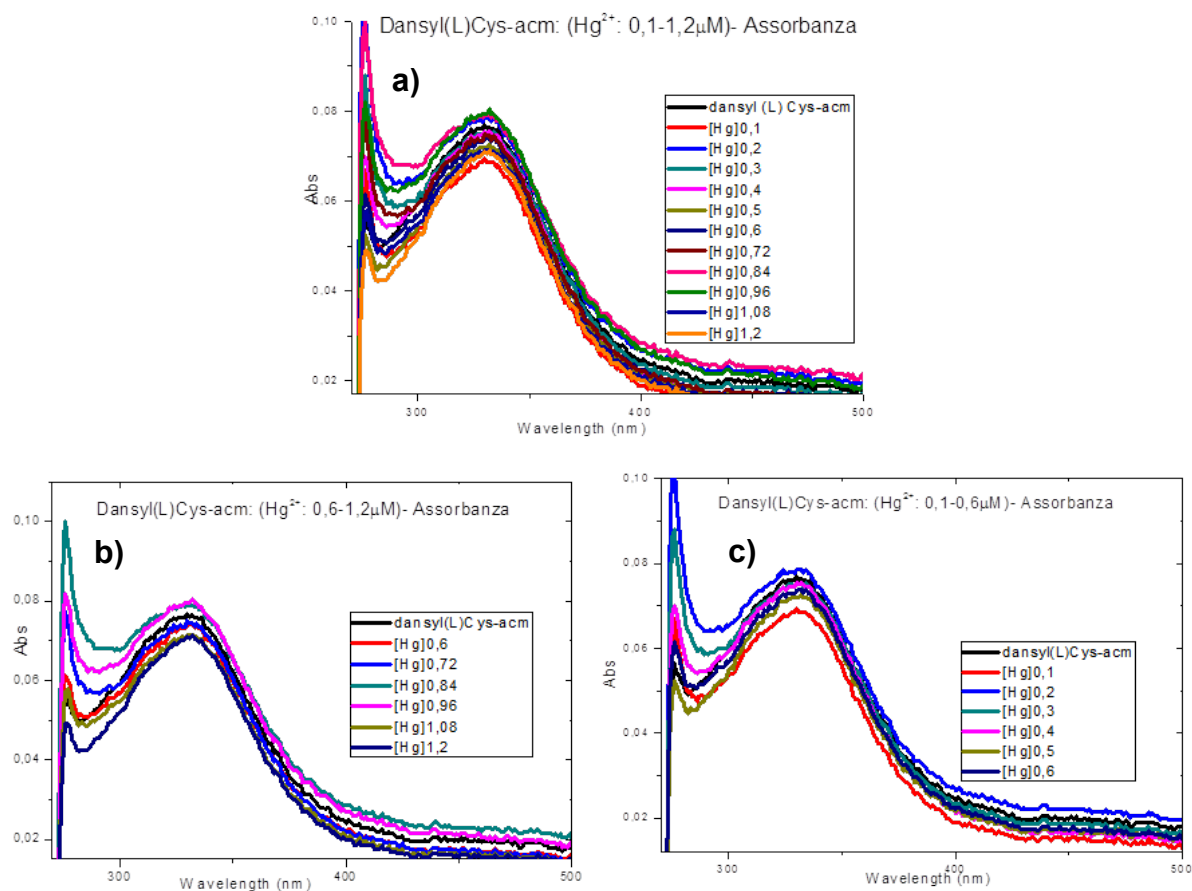 Dansyl(L)Cys-acm: (Hg²⁺: 0,1-1,2μM)- Assorbanza
a)
0,10
0,08
0,06
0,04
0,02
Abs
dansyl (L) Cys-acm
[Hg]0,1
[Hg]0,2
[Hg]0,3
[Hg]0,4
[Hg]0,5
[Hg]0,6
[Hg]0,72
[Hg]0,84
[Hg]0,96
[Hg]1,08
[Hg]1,2
300
400
500
Wavelength (nm)
Dansyl(L)Cys-acm: (Hg²⁺: 0,6-1,2μM)- Assorbanza
b)
0,10
0,08
0,06
0,04
0,02
Abs
dansyl(L)Cys-acm
[Hg]0,6
[Hg]0,72
[Hg]0,84
[Hg]0,96
[Hg]1,08
[Hg]1,2
300
400
500
Wavelength (nm)
Dansyl(L)Cys-acm: (Hg²⁺: 0,1-0,6μM)- Assorbanza
c)
0,10
0,08
0,06
0,04
0,02
Abs
dansyl(L)Cys-acm
[Hg]0,1
[Hg]0,2
[Hg]0,3
[Hg]0,4
[Hg]0,5
[Hg]0,6
300
400
500
Wavelength (nm)